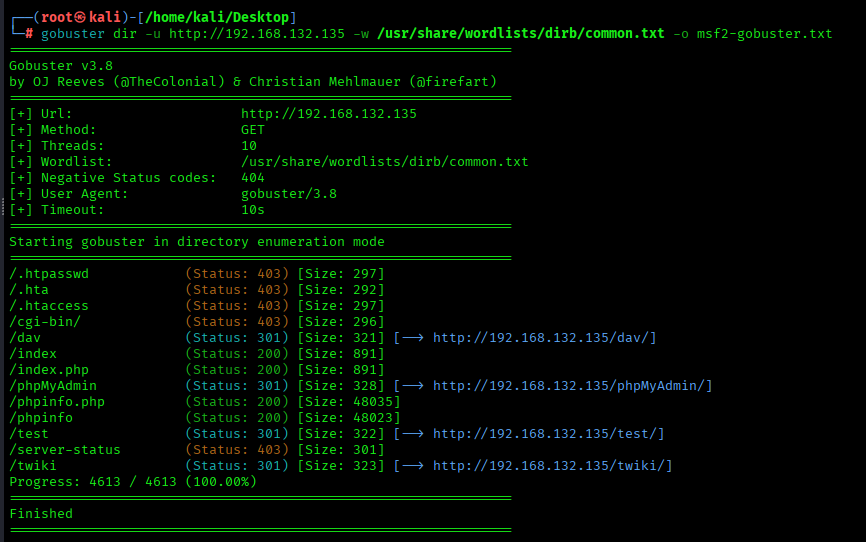 ┌──(root㉿kali)-[/home/kali/Desktop]
└─# gobuster dir -u http://192.168.132.135 -w /usr/share/wordlists/dirb/common.txt -o msf2-gobuster.txt
===============================================================
Gobuster v3.8
by OJ Reeves (@TheColonial) & Christian Mehlmauer (@firefart)
===============================================================
[+] Url:                     http://192.168.132.135
[+] Method:                  GET
[+] Threads:                 10
[+] Wordlist:                /usr/share/wordlists/dirb/common.txt
[+] Negative Status codes:   404
[+] User Agent:              gobuster/3.8
[+] Timeout:                 10s
===============================================================
Starting gobuster in directory enumeration mode
===============================================================
/.htpasswd            (Status: 403) [Size: 297]
/.hta                 (Status: 403) [Size: 292]
/.htaccess            (Status: 403) [Size: 297]
/cgi-bin/             (Status: 403) [Size: 296]
/dav                  (Status: 301) [Size: 321] [--> http://192.168.132.135/dav/]
/index                (Status: 200) [Size: 891]
/index.php            (Status: 200) [Size: 891]
/phpMyAdmin           (Status: 301) [Size: 328] [--> http://192.168.132.135/phpMyAdmin/]
/phpinfo.php          (Status: 200) [Size: 48035]
/phpinfo              (Status: 200) [Size: 48023]
/test                 (Status: 301) [Size: 322] [--> http://192.168.132.135/test/]
/server-status        (Status: 403) [Size: 301]
/twiki                (Status: 301) [Size: 323] [--> http://192.168.132.135/twiki/]
Progress: 4613 / 4613 (100.00%)
===============================================================
Finished
===============================================================